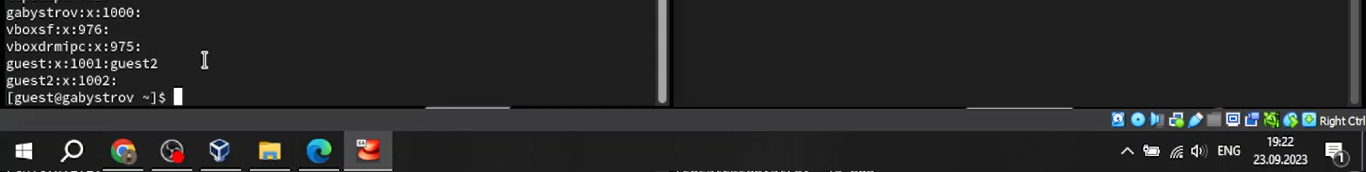 gabystrov:x:1000:
vboxsf:x:976:
vboxdrmipc:x:975:
guest:x:1001:guest2
guest2:x:1002:
[guest@gabystrov ~]$
Right Ctrl
ENG
19:22
23.09.2023
1